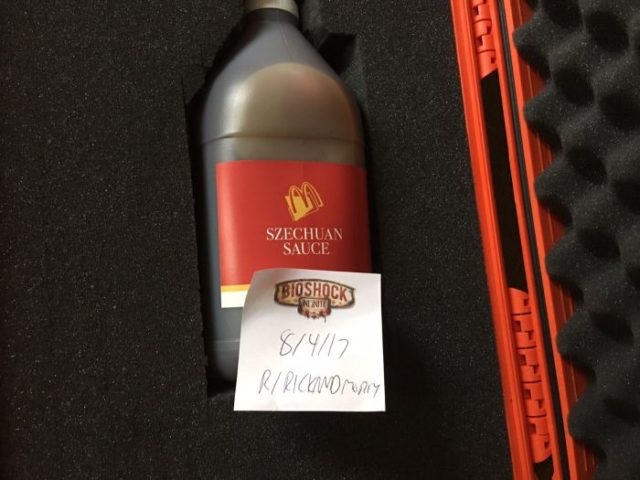 SZECHUAN
SAUCE
BIOSHOCK
INFINITE
8/4/17
R/RICKANDMORTY